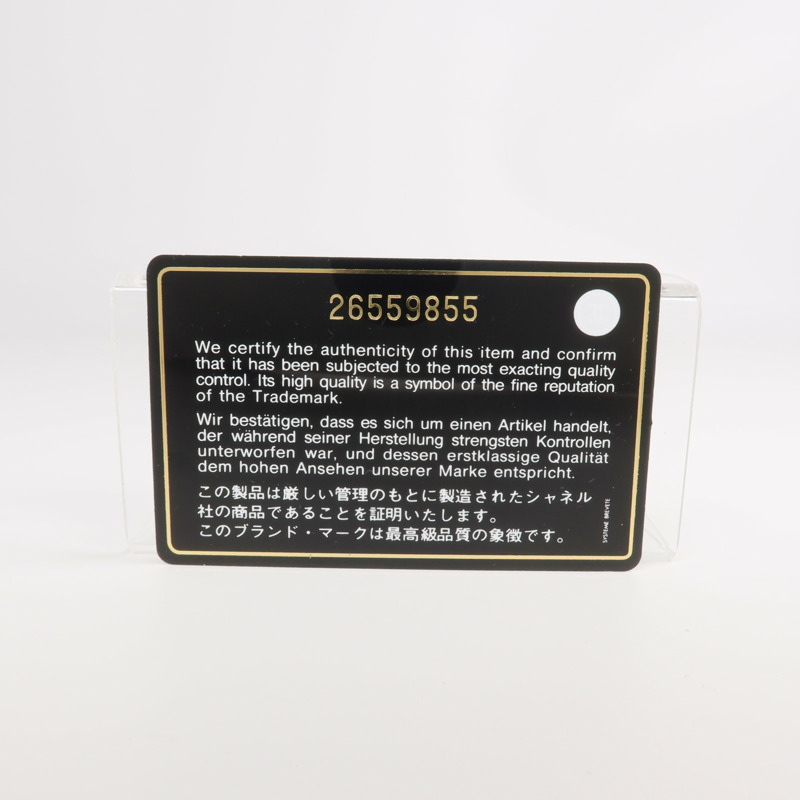 26559855
We certify the authenticity of this item and confirm
that it has been subjected to the most exacting quality
control. Its high quality is a symbol of the fine reputation
of the Trademark.
Wir bestätigen, dass es sich um einen Artikel handelt,
der während seiner Herstellung strengsten Kontrollen
unterworfen war, und dessen erstklassige Qualität
dem hohen Ansehen unserer Marke entspricht.
この製品は厳しい管理のもとに製造されたシャネル
社の商品であることを証明いたします。
このブランド・マークは最高級品質の象徴です。
SYSTEME BREVETE